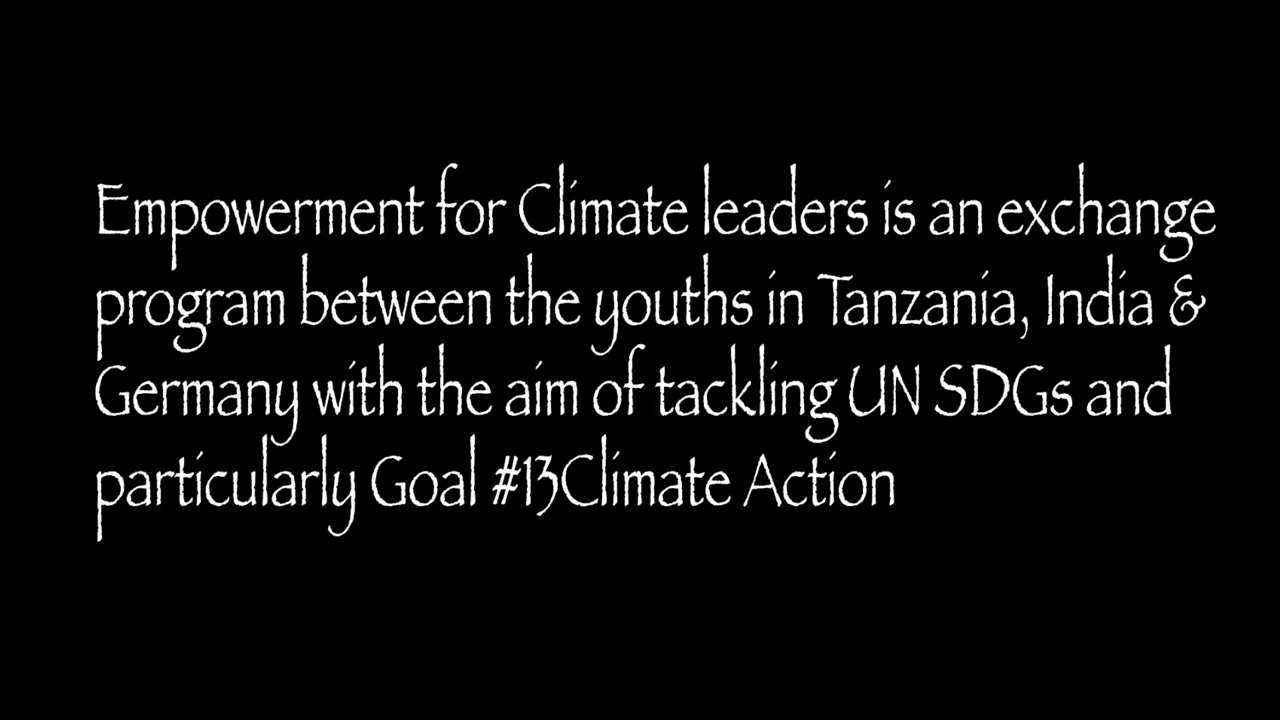 Empowerment for Climate leaders is an exchange
program between the youths in Tanzania, India &
Germany with the aim of tackling UN SDGs and
particularly Goal #13Climate Action